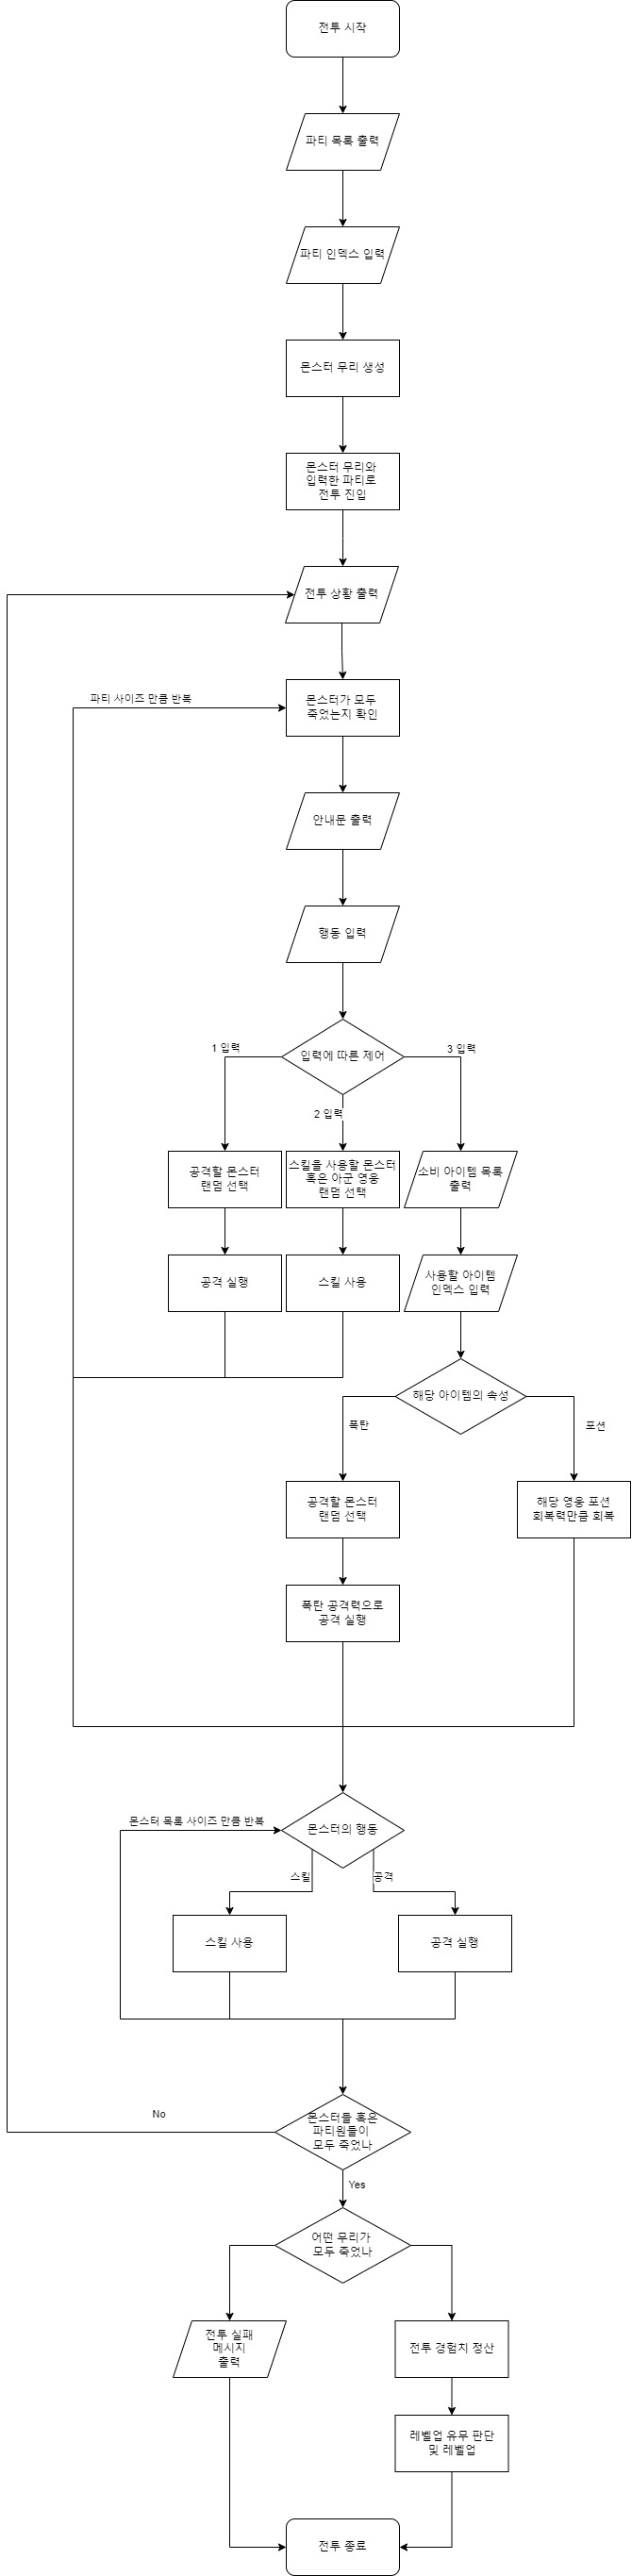 전투 시작
파티 목록 출력
파티 인덱스 입력
몬스터 무리 생성
몬스터 무리와
입력한 파티로
전투 진입
전투 상황 출력
파티 사이즈 만큼 반복
몬스터가 모두
죽었는지 확인
안내문 출력
행동 입력
입력에 따른 제어
1 입력
2 입력
3 입력
공격할 몬스터
랜덤 선택
스킬을 사용할 몬스터
혹은 아군 영웅
랜덤 선택
소비 아이템 목록
출력
공격 실행
스킬 사용
사용할 아이템
인덱스 입력
해당 아이템의 속성
폭탄
포션
공격할 몬스터
랜덤 선택
해당 영웅 포션
회복력만큼 회복
폭탄 공격력으로
공격 실행
몬스터 목록 사이즈 만큼 반복
몬스터의 행동
스킬
공격
스킬 사용
공격 실행
몬스터들 혹은
파티원들이
모두 죽었나
No
Yes
어떤 무리가
모두 죽었나
전투 실패
메시지
출력
전투 경험치 정산
레벨업 유무 판단
및 레벨업
전투 종료